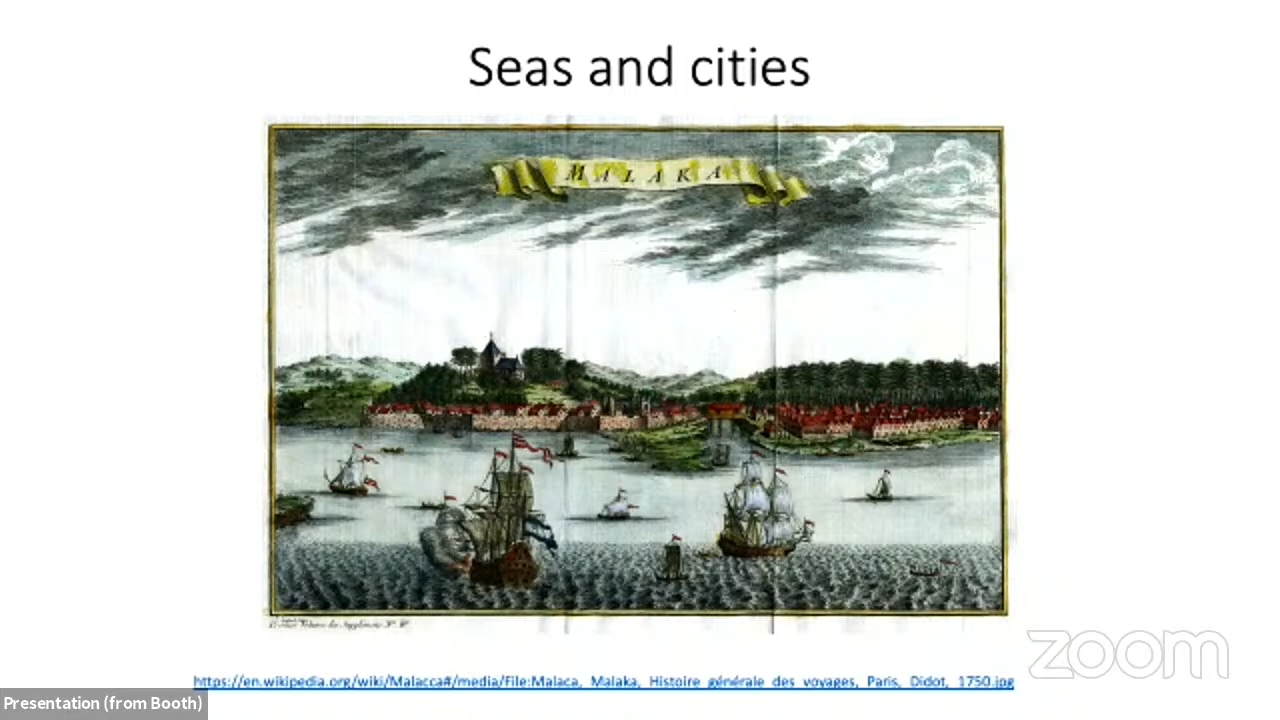 Seas and cities
MALAKA
zoom
https://en.wikipedia.org/wiki/Malacca#/media/File:Malaca,_Malaka,_Histoire_générale_des_voyages,_Paris,_Didot,_1750.jpg
Presentation (from Booth)